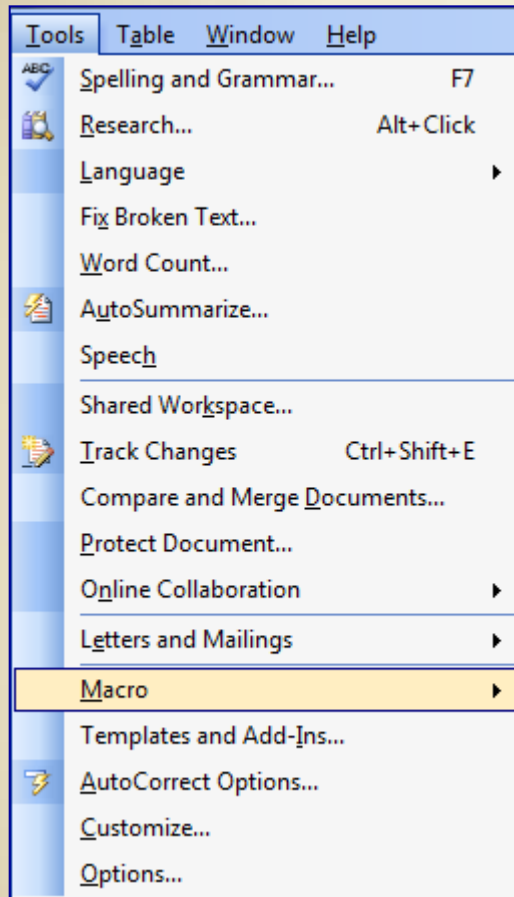 Tools Table Window Help
ABC Spelling and Grammar... F7
Research... Alt+Click
Language
Fix Broken Text...
Word Count...
AutoSummarize...
Speech
Shared Workspace...
Track Changes Ctrl+Shift+E
Compare and Merge Documents...
Protect Document...
Online Collaboration
Letters and Mailings
Macro
Templates and Add-Ins...
AutoCorrect Options...
Customize...
Options...